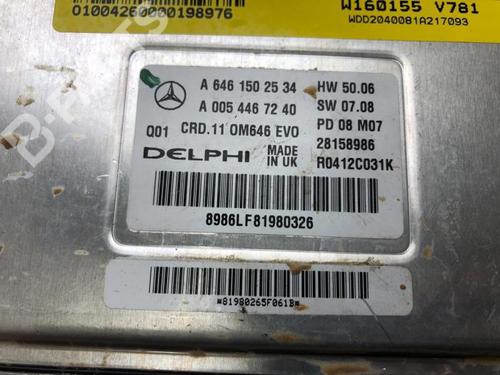 01004260000198976
W160155 V781
WDD2040081A217093
A 646 150 25 34 HW 50.06
A 005 446 72 40 SW 07.08
Q01 CRD.11 OM646 EVO PD 08 M07
DELPHI MADE IN UK 28158986
R0412C031K
8986LF81980326
*81980265F061B*